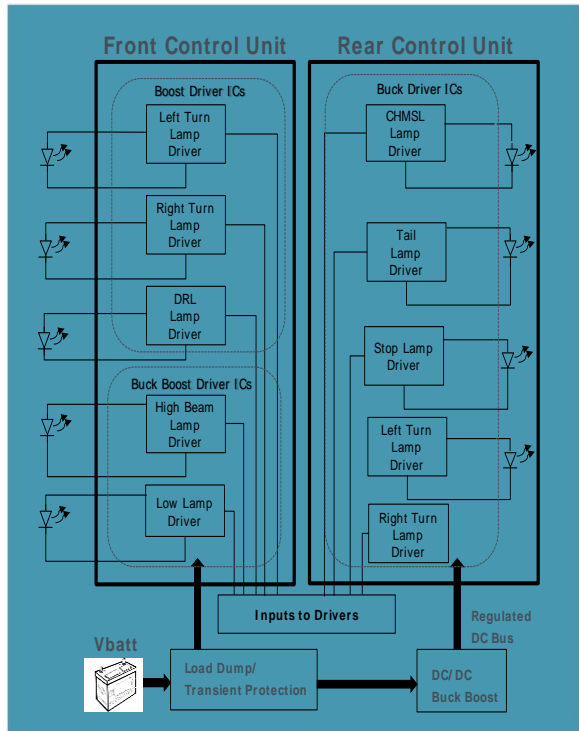 Front Control Unit
Rear Control Unit
Boost Driver ICs
Left Turn
Lamp
Driver
Right Turn
Lamp
Driver
DRL
Lamp
Driver
Buck Boost Driver ICs
High Beam
Lamp
Driver
Low Lamp
Driver
Buck Driver ICs
CHMSL
Lamp
Driver
Tail
Lamp
Driver
Stop Lamp
Driver
Left Turn
Lamp
Driver
Right Turn
Lamp
Driver
Inputs to Drivers
Regulated
DC Bus
Vbatt
Load Dump/
Transient Protection
DC/DC
Buck Boost